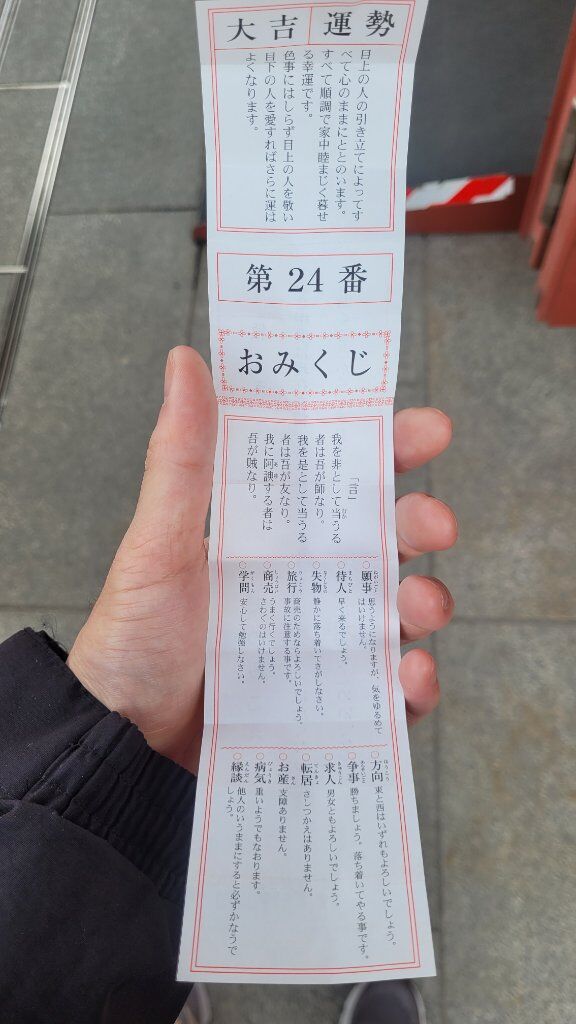 大吉
運勢
目上の人の引き立てによってす
べて心のままにととのいます。
すべて順調で家中睦まじく暮せ
る幸運です。
色事にはしらず目上の人を敬い
目下の人を愛すればさらに運は
よくなります。
第24番
おみくじ
「言」
我を非として当うる
者は吾が師なり。
我を是として当うる
者は吾が友なり。
我に阿諛する者は
吾が賊なり。
願事 思うようになりますが、気をゆるめて
はいけません。
待人 早く来るでしょう。
失物 静かに落ち着いてさがしなさい。
旅行 商売のためならよろしいでしょう。
事故に注意する事です。
商売 うまく行くでしょう。
さわぐのはいけません。
学問 安心して勉強しなさい。
方向 東と西はいずれもよろしいでしょう。
争事 勝ちましょう。落ち着いてやる事です。
求人 男女ともよろしいでしょう。
転居 さしつかえはありません。
お産 支障ありません。
病気 重いようでもなおります。
縁談 他人のいうままにすると必ずかなうで
しょう。